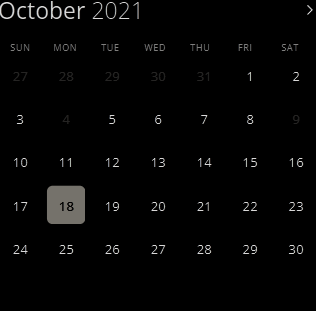 October 2021
SUN MON TUE WED THU FRI SAT
27 28 29 30 31 1 2
3 4 5 6 7 8 9
10 11 12 13 14 15 16
17 18 19 20 21 22 23
24 25 26 27 28 29 30